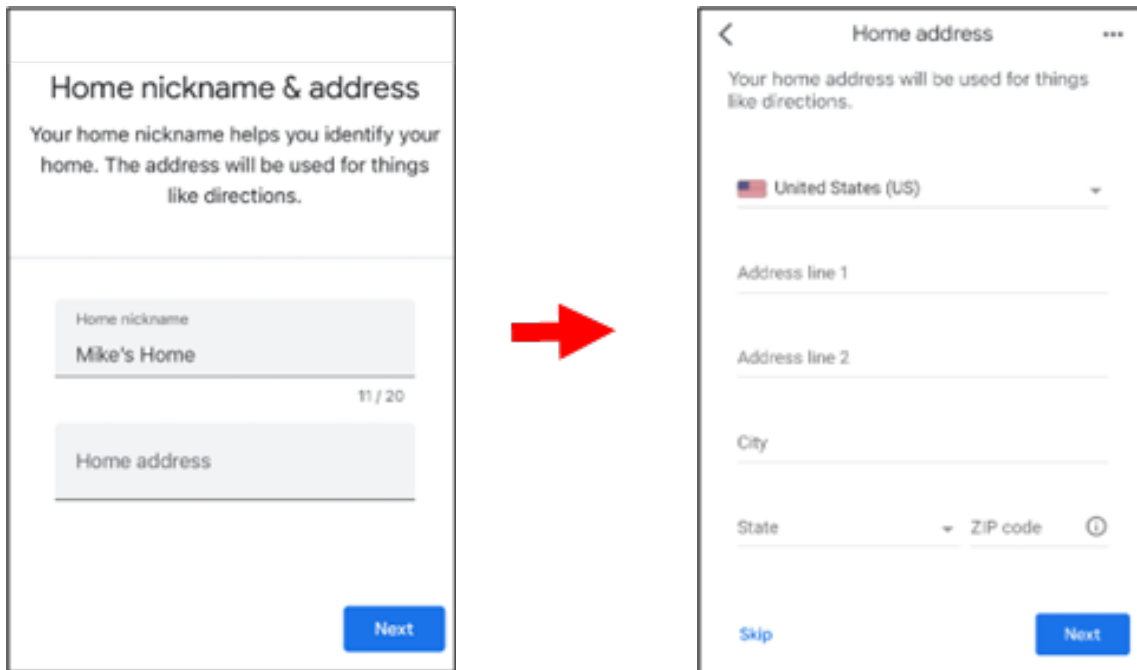 Home nickname & address
Your home nickname helps you identify your
home. The address will be used for things
like directions.
Home nickname
Mike's Home
11 / 20
Home address
Next
Home address
Your home address will be used for things
like directions.
United States (US)
Address line 1
Address line 2
City
State ZIP code
Skip Next